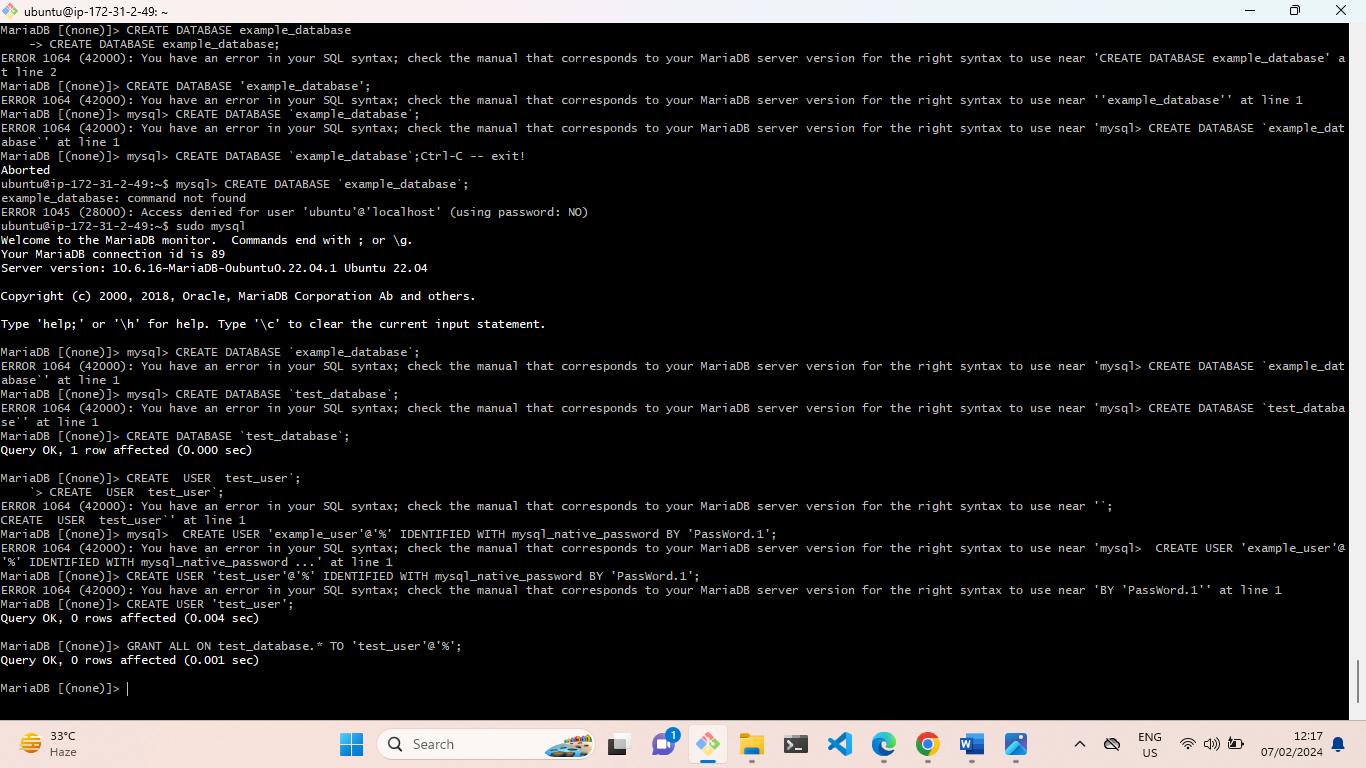 ubuntu@ip-172-31-2-49: ~
MariaDB [(none)]> CREATE DATABASE example_database
    -> CREATE DATABASE example_database;
ERROR 1064 (42000): You have an error in your SQL syntax; check the manual that corresponds to your MariaDB server version for the right syntax to use near 'CREATE DATABASE example_database' a
t line 2
MariaDB [(none)]> CREATE DATABASE 'example_database';
ERROR 1064 (42000): You have an error in your SQL syntax; check the manual that corresponds to your MariaDB server version for the right syntax to use near ''example_database'' at line 1
MariaDB [(none)]> mysql> CREATE DATABASE `example_database`;
ERROR 1064 (42000): You have an error in your SQL syntax; check the manual that corresponds to your MariaDB server version for the right syntax to use near 'mysql> CREATE DATABASE `example_dat
abase`' at line 1
MariaDB [(none)]> mysql> CREATE DATABASE `example_database`;Ctrl-C -- exit!
Aborted
ubuntu@ip-172-31-2-49:~$ mysql> CREATE DATABASE `example_database`;
example_database: command not found
ERROR 1045 (28000): Access denied for user 'ubuntu'@'localhost' (using password: NO)
ubuntu@ip-172-31-2-49:~$ sudo mysql
Welcome to the MariaDB monitor.  Commands end with ; or \g.
Your MariaDB connection id is 89
Server version: 10.6.16-MariaDB-0ubuntu0.22.04.1 Ubuntu 22.04
Copyright (c) 2000, 2018, Oracle, MariaDB Corporation Ab and others.
Type 'help;' or '\h' for help. Type '\c' to clear the current input statement.
MariaDB [(none)]> mysql> CREATE DATABASE `example_database`;
ERROR 1064 (42000): You have an error in your SQL syntax; check the manual that corresponds to your MariaDB server version for the right syntax to use near 'mysql> CREATE DATABASE `example_dat
abase`' at line 1
MariaDB [(none)]> mysql> CREATE DATABASE `test_database`;
ERROR 1064 (42000): You have an error in your SQL syntax; check the manual that corresponds to your MariaDB server version for the right syntax to use near 'mysql> CREATE DATABASE `test_databa
se`' at line 1
MariaDB [(none)]> CREATE DATABASE `test_database`;
Query OK, 1 row affected (0.000 sec)
MariaDB [(none)]> CREATE  USER  test_user`;
    `> CREATE  USER  test_user`;
ERROR 1064 (42000): You have an error in your SQL syntax; check the manual that corresponds to your MariaDB server version for the right syntax to use near '`;
CREATE  USER  test_user`' at line 1
MariaDB [(none)]> mysql>  CREATE USER 'example_user'@'%' IDENTIFIED WITH mysql_native_password BY 'PassWord.1';
ERROR 1064 (42000): You have an error in your SQL syntax; check the manual that corresponds to your MariaDB server version for the right syntax to use near 'mysql>  CREATE USER 'example_user'@
'%' IDENTIFIED WITH mysql_native_password ...' at line 1
MariaDB [(none)]> CREATE USER 'test_user'@'%' IDENTIFIED WITH mysql_native_password BY 'PassWord.1';
ERROR 1064 (42000): You have an error in your SQL syntax; check the manual that corresponds to your MariaDB server version for the right syntax to use near 'BY 'PassWord.1'' at line 1
MariaDB [(none)]> CREATE USER 'test_user';
Query OK, 0 rows affected (0.004 sec)
MariaDB [(none)]> GRANT ALL ON test_database.* TO 'test_user'@'%';
Query OK, 0 rows affected (0.001 sec)
MariaDB [(none)]>
33°C
Haze
Search
1
ENG
US
12:17
07/02/2024